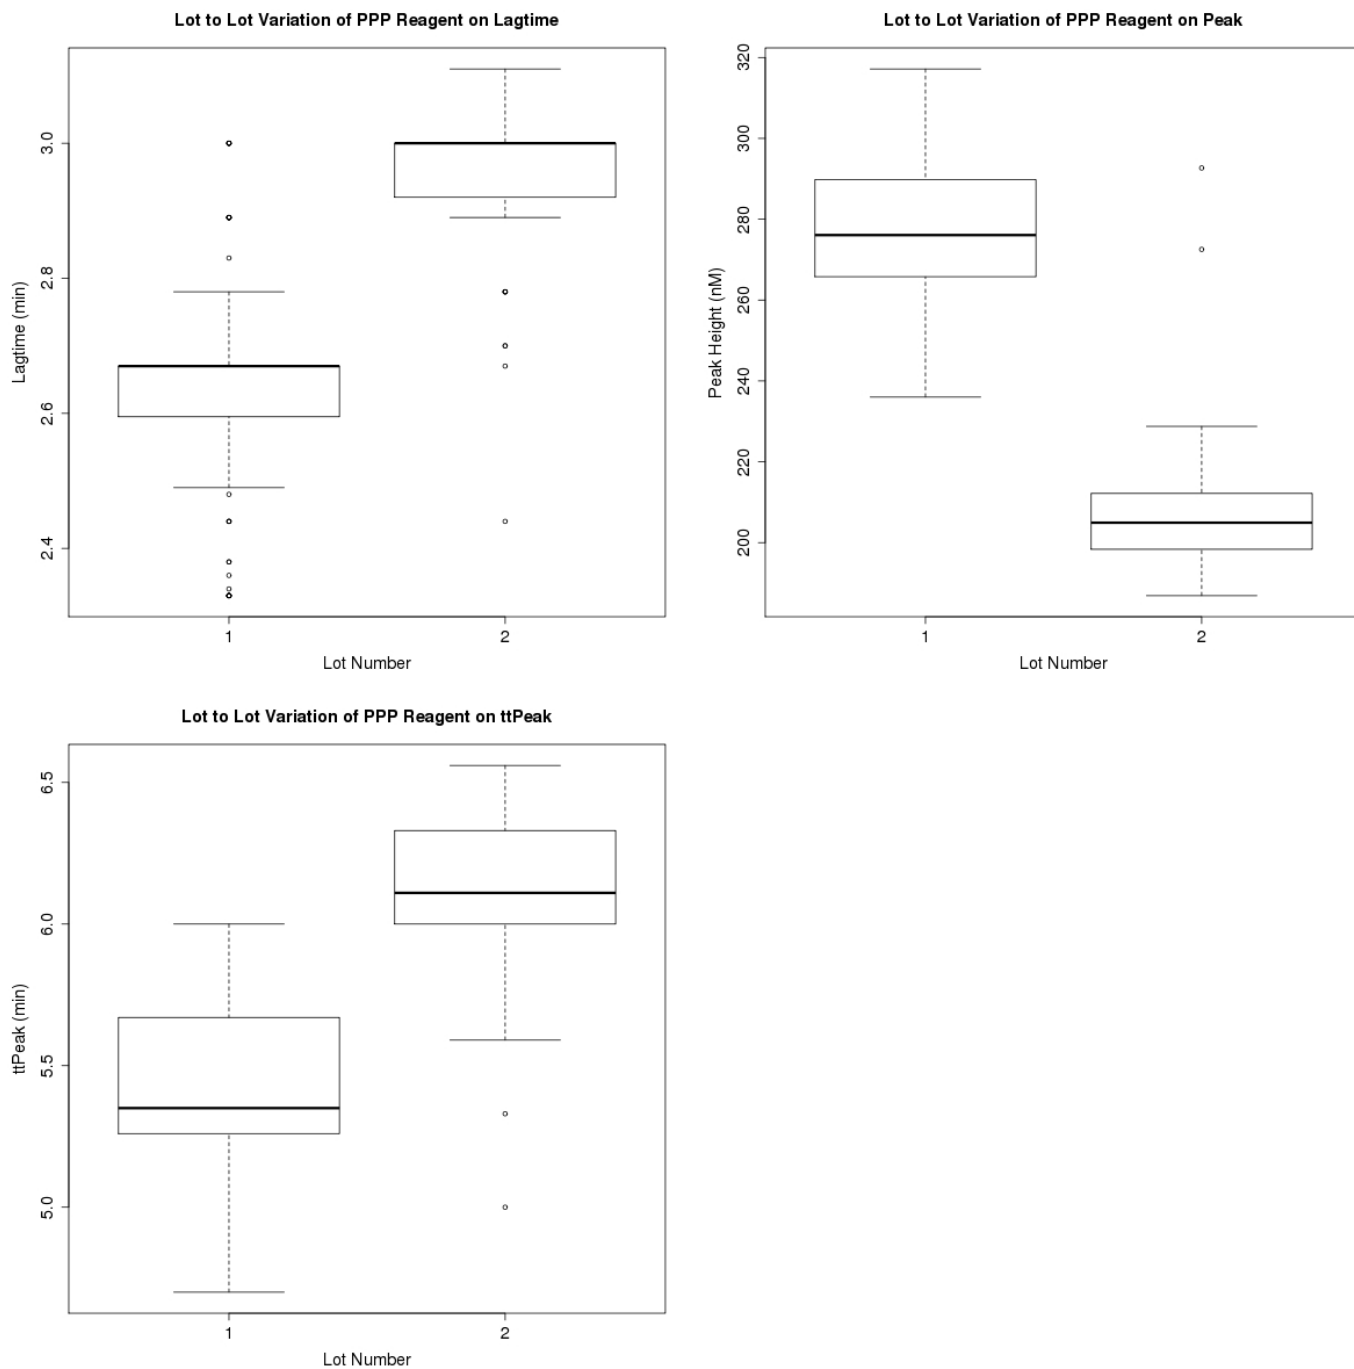 Lot to Lot Variation of PPP Reagent on Lagtime
Lagtime (min)
3.0
2.8
2.6
2.4
1 2
Lot Number
Lot to Lot Variation of PPP Reagent on Peak
Peak Height (nM)
320
300
280
260
240
220
200
1 2
Lot Number
Lot to Lot Variation of PPP Reagent on ttPeak
ttPeak (min)
6.5
6.0
5.5
5.0
1 2
Lot Number